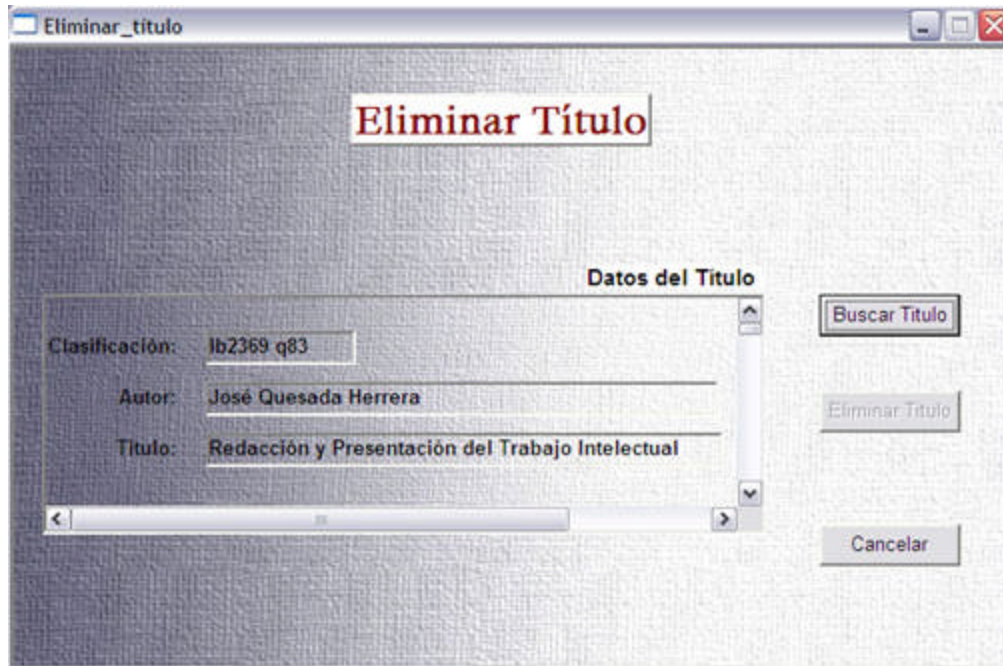 Eliminar_título
Eliminar Título
Datos del Titulo
Clasificación: lb2369 q83
Autor: José Quesada Herrera
Titulo: Redacción y Presentación del Trabajo Intelectual
Buscar Titulo
Eliminar Titulo
Cancelar